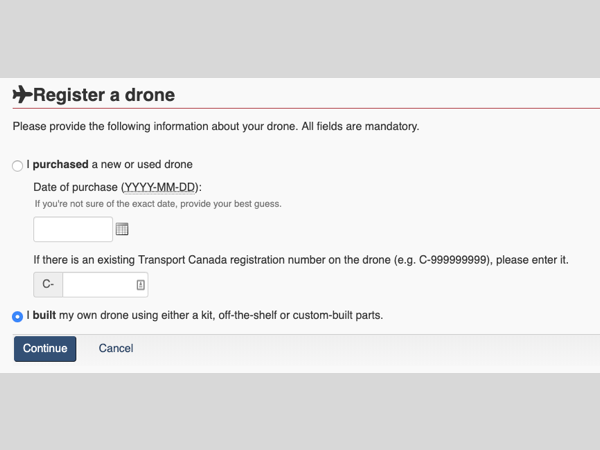 Register a drone
Please provide the following information about your drone. All fields are mandatory.
I purchased a new or used drone
Date of purchase (YYYY-MM-DD):
If you're not sure of the exact date, provide your best guess.
If there is an existing Transport Canada registration number on the drone (e.g. C-999999999), please enter it.
C-
I built my own drone using either a kit, off-the-shelf or custom-built parts.
Continue Cancel